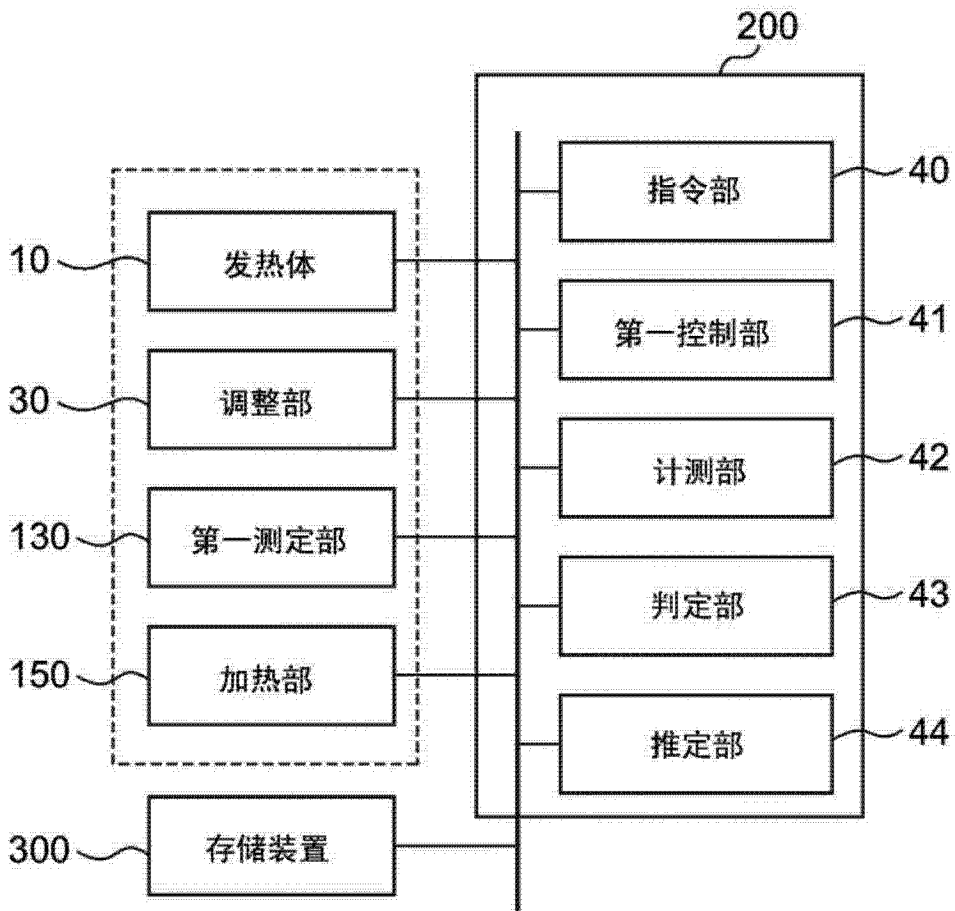 200
指令部
40
10
发热体
第一控制部
41
30
调整部
计测部
42
130
第一测定部
判定部
43
150
加热部
推定部
44
300
存储装置